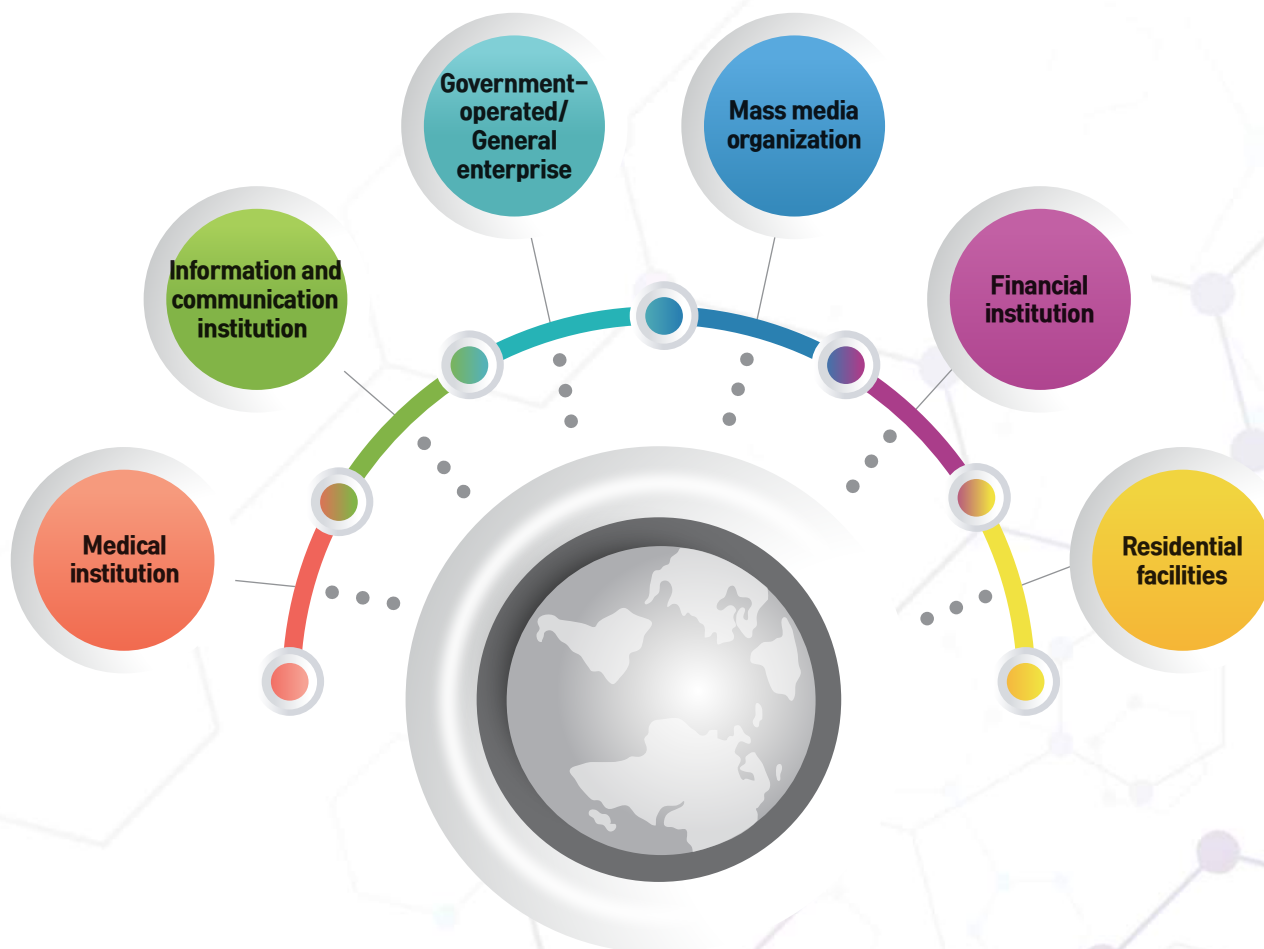 Government-
operated/
General
enterprise
Mass media
organization
Information and
communication
institution
Financial
institution
Medical
institution
Residential
facilities